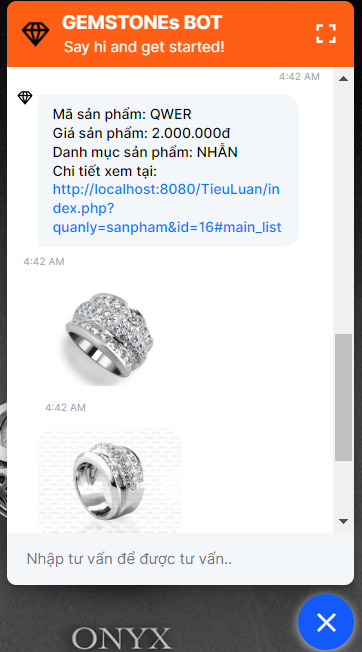 GEMSTONEs BOT
Say hi and get started!
4:42 AM
Mã sản phẩm: QWER
Giá sản phẩm: 2.000.000đ
Danh mục sản phẩm: NHẪN
Chi tiết xem tại:
http://localhost:8080/TieuLuan/in
dex.php?
quanly=sanpham&id=16#main_list
4:42 AM
4:42 AM
Nhập tư vấn để được tư vấn..
ONYX